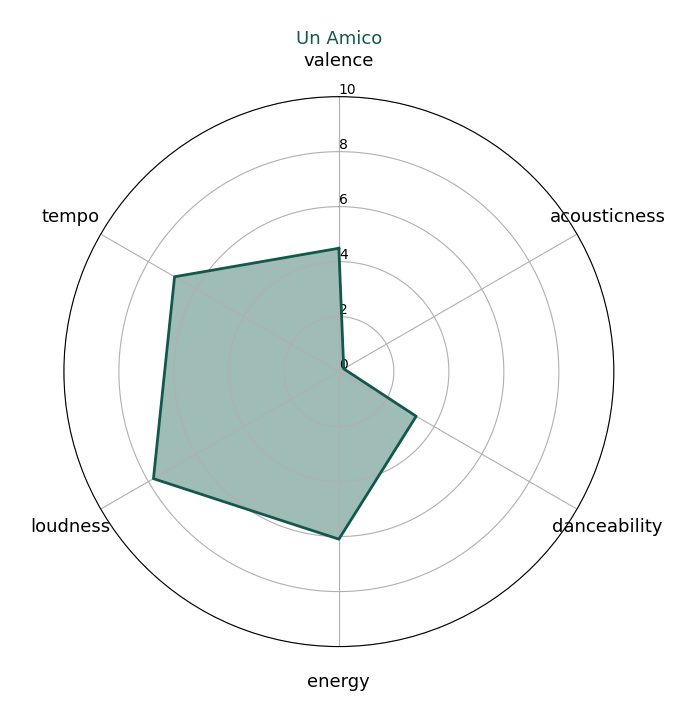 Un Amico
valence
10
8
6
4
2
0
tempo
acousticness
loudness
danceability
energy